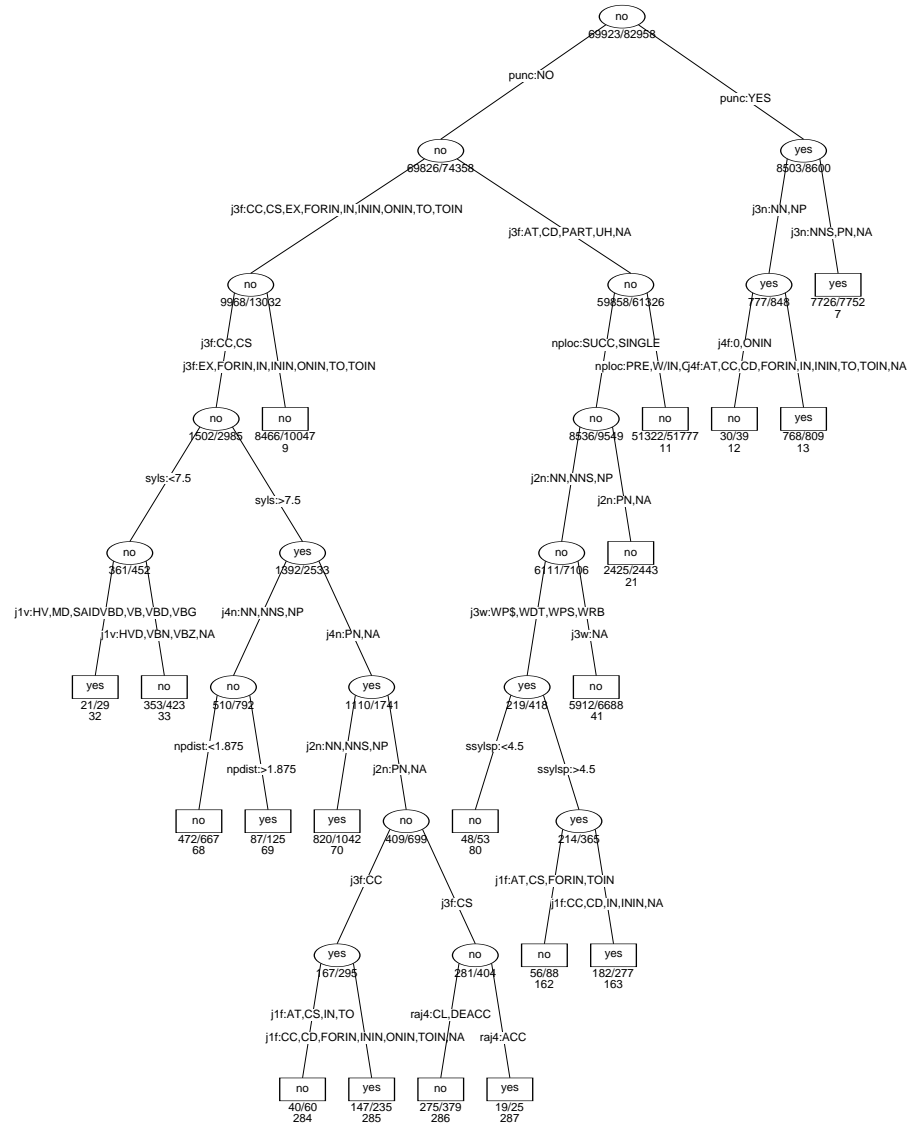 no
69923/82958
punc:NO
punc:YES
no
69826/74358
yes
8503/8600
j3f:CC,CS,EX,FORIN,IN,ININ,ONIN,TO,TOIN
j3f:AT,CD,PART,UH,NA
j3n:NN,NP
j3n:NNS,PN,NA
no
9968/13032
no
59858/61326
yes
777/848
yes
7726/7752
7
j3f:CC,CS
j3f:EX,FORIN,IN,ININ,ONIN,TO,TOIN
nploc:SUCC,SINGLE
nploc:PRE,W/IN,
j4f:0,ONIN
j4f:AT,CC,CD,FORIN,IN,ININ,TO,TOIN,NA
no
1502/2985
no
8466/10047
9
no
8536/9549
no
51322/51777
11
no
30/39
12
yes
768/809
13
syls:<7.5
syls:>7.5
j2n:NN,NNS,NP
j2n:PN,NA
no
361/452
yes
1392/2533
no
6111/7106
no
2425/2443
21
j1v:HV,MD,SAIDVBD,VB,VBD,VBG
j1v:HVD,VBN,VBZ,NA
j4n:NN,NNS,NP
j4n:PN,NA
j3w:WP$,WDT,WPS,WRB
j3w:NA
yes
21/29
32
no
353/423
33
no
510/792
yes
1110/1741
yes
219/418
no
5912/6688
41
npdist:<1.875
npdist:>1.875
j2n:NN,NNS,NP
j2n:PN,NA
ssylsp:<4.5
ssylsp:>4.5
no
472/667
68
yes
87/125
69
yes
820/1042
70
no
409/699
no
48/53
80
yes
214/365
j3f:CC
j3f:CS
j1f:AT,CS,FORIN,TOIN
j1f:CC,CD,IN,ININ,NA
yes
167/295
no
281/404
no
56/88
162
yes
182/277
163
j1f:AT,CS,IN,TO
j1f:CC,CD,FORIN,ININ,ONIN,TOIN,NA
raj4:CL,DEACC
raj4:ACC
no
40/60
284
yes
147/235
285
no
275/379
286
yes
19/25
287